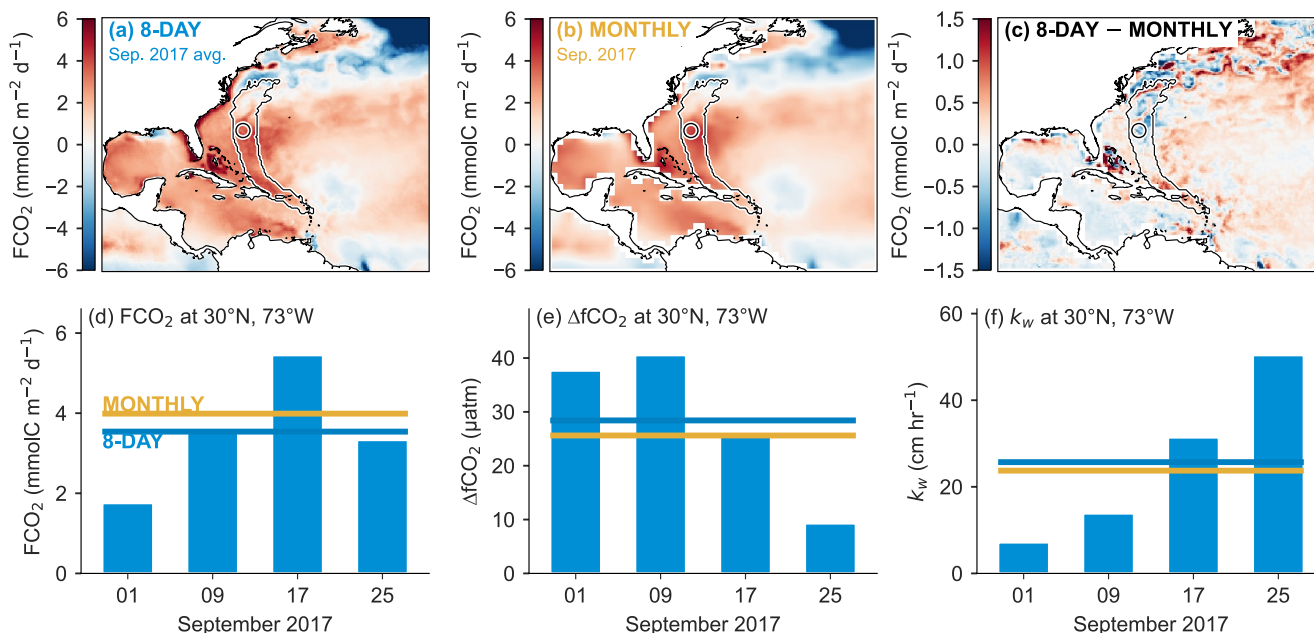 FCO₂ (mmolC m⁻² d⁻¹)
6
4
2
0
−2
−4
−6
(a) 8-DAY
Sep. 2017 avg.
FCO₂ (mmolC m⁻² d⁻¹)
6
4
2
0
−2
−4
−6
(b) MONTHLY
Sep. 2017
FCO₂ (mmolC m⁻² d⁻¹)
1.5
1.0
0.5
0.0
−0.5
−1.0
−1.5
(c) 8-DAY − MONTHLY
(d) FCO₂ at 30°N, 73°W
FCO₂ (mmolC m⁻² d⁻¹)
6
4
2
0
MONTHLY
8-DAY
01 09 17 25
September 2017
(e) ΔfCO₂ at 30°N, 73°W
ΔfCO₂ (µatm)
40
30
20
10
0
01 09 17 25
September 2017
(f) k_w at 30°N, 73°W
k_w (cm hr⁻¹)
60
40
20
0
01 09 17 25
September 2017